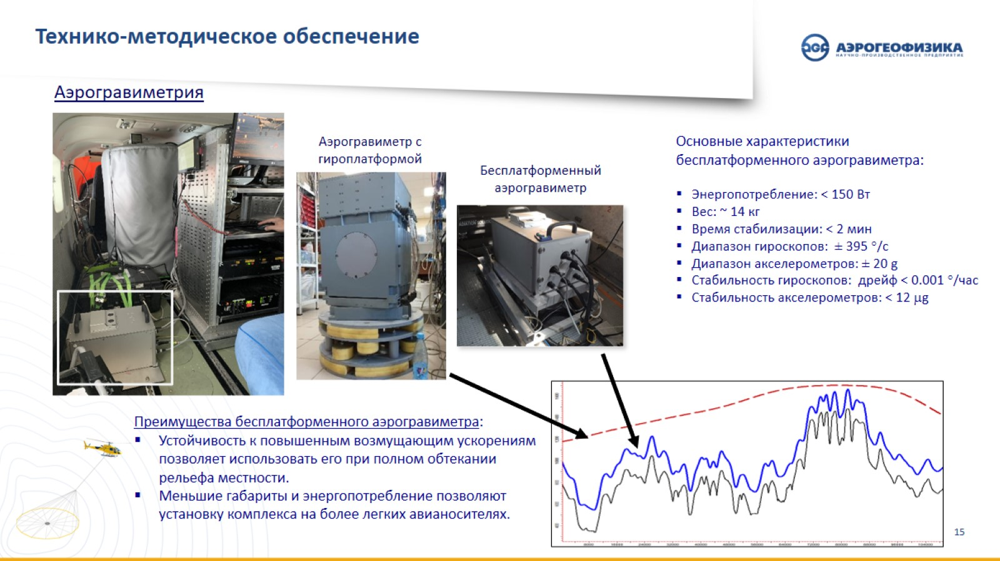 Технико-методическое обеспечение
АЭРОГЕОФИЗИКА
НАУЧНО-ПРОИЗВОДСТВЕННОЕ ПРЕДПРИЯТИЕ
Аэрогравиметрия
Аэрогравиметр с
гироплатформой
Бесплатформенный
аэрогравиметр
Основные характеристики
бесплатформенного аэрогравиметра:
▪ Энергопотребление: < 150 Вт
▪ Вес: ~ 14 кг
▪ Время стабилизации: < 2 мин
▪ Диапазон гироскопов: ± 395 °/с
▪ Диапазон акселерометров: ± 20 g
▪ Стабильность гироскопов: дрейф < 0.001 °/час
▪ Стабильность акселерометров: < 12 µg
Преимущества бесплатформенного аэрогравиметра:
▪ Устойчивость к повышенным возмущающим ускорениям
позволяет использовать его при полном обтекании
рельефа местности.
▪ Меньшие габариты и энергопотребление позволяют
установку комплекса на более легких авианосителях.
15